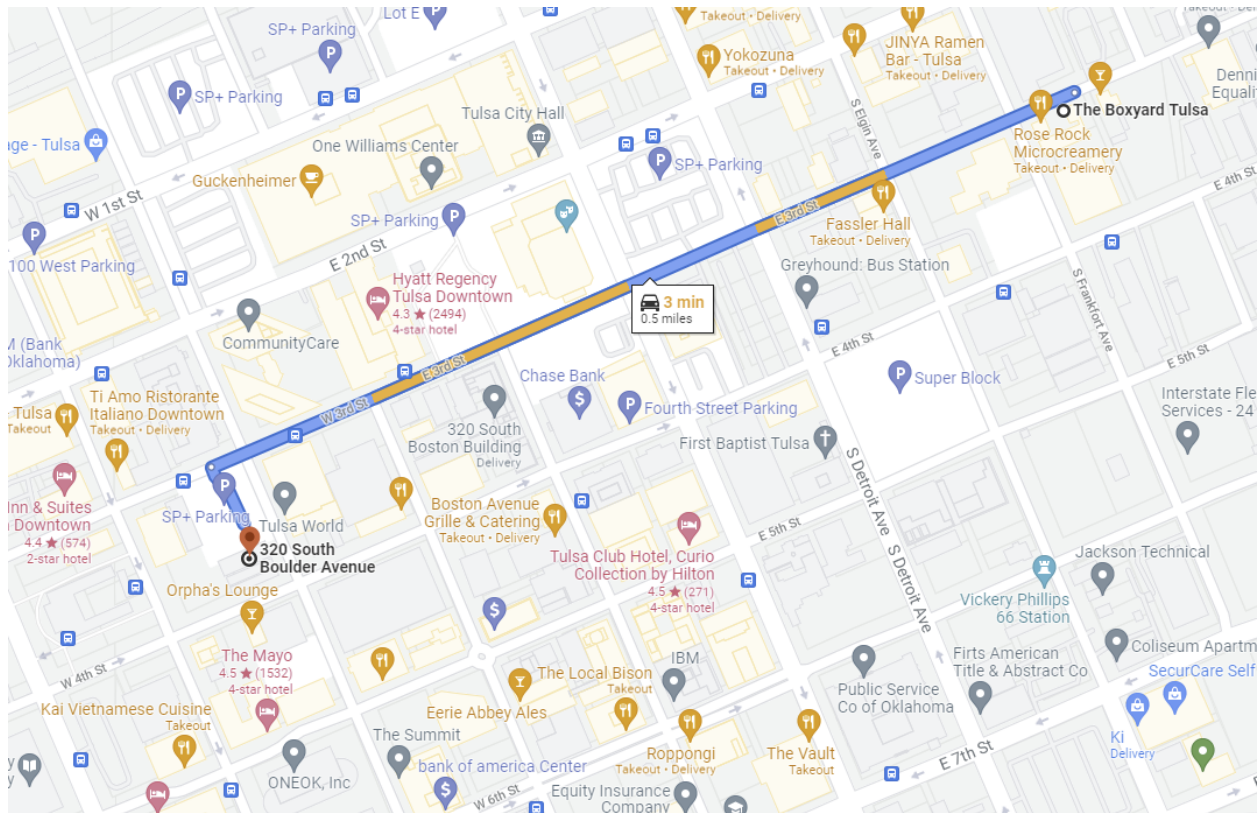 Lot E
SP+ Parking
SP+ Parking
Takeout • Delivery
Yokozuna
Takeout • Delivery
JINYA Ramen
Bar - Tulsa
Takeout • Delivery
Denni
Equality
The Boxyard Tulsa
Rose Rock
Microcreamery
Takeout • Delivery
Tulsa City Hall
One Williams Center
age - Tulsa
Guckenheimer
W 1st St
SP+ Parking
SP+ Parking
S Elgin Ave
E 3rd St
Fassler Hall
Takeout • Delivery
E 4th St
100 West Parking
E 2nd St
Hyatt Regency
Tulsa Downtown
4.3 ★ (2494)
4-star hotel
3 min
0.5 miles
Greyhound: Bus Station
S Frankfort Ave
CommunityCare
M (Bank
Oklahoma)
E 3rd St
E 4th St
E 5th St
Chase Bank
Super Block
Ti Amo Ristorante
Italiano Downtown
Takeout • Delivery
Tulsa
Takeout
W 3rd St
320 South
Boston Building
Delivery
Fourth Street Parking
First Baptist Tulsa
Interstate Fle
Services - 24
S Detroit Ave
S Detroit Ave
Inn & Suites
Downtown
4.4 ★ (574)
2-star hotel
SP+ Parking
Tulsa World
320 South
Boulder Avenue
Boston Avenue
Grille & Catering
Takeout • Delivery
E 5th St
Tulsa Club Hotel, Curio
Collection by Hilton
4.5 ★ (271)
4-star hotel
Jackson Technical
Vickery Phillips
66 Station
Orpha's Lounge
W 4th St
The Mayo
4.5 ★ (1532)
4-star hotel
Kai Vietnamese Cuisine
Takeout
The Local Bison
Takeout
IBM
Eerie Abbey Ales
Public Service
Co of Oklahoma
Firts American
Title & Abstract Co
Coliseum Apartm
SecurCare Self
Ki
Delivery
The Summit
ONEOK, Inc
bank of america Center
Roppongi
Takeout • Delivery
The Vault
Takeout
E 7th St
W 6th St
Equity Insurance
Company